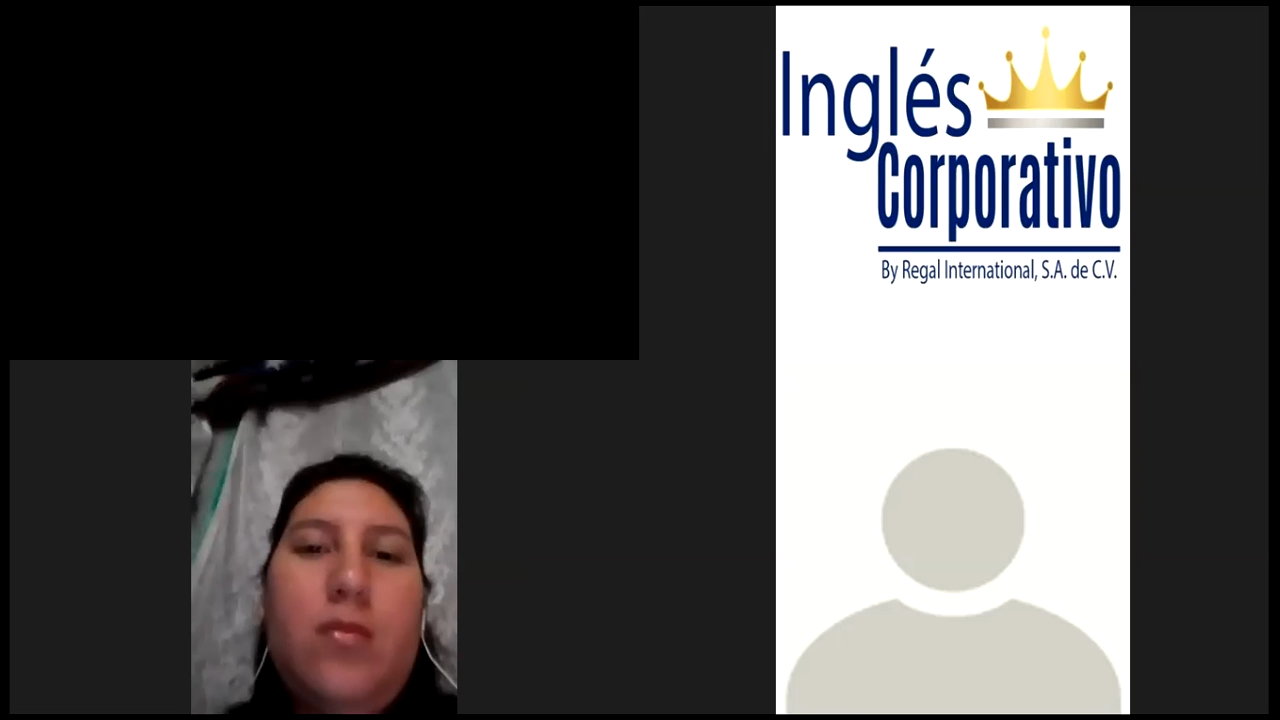 Inglés
Corporativo
By Regal International, S.A. de C.V.